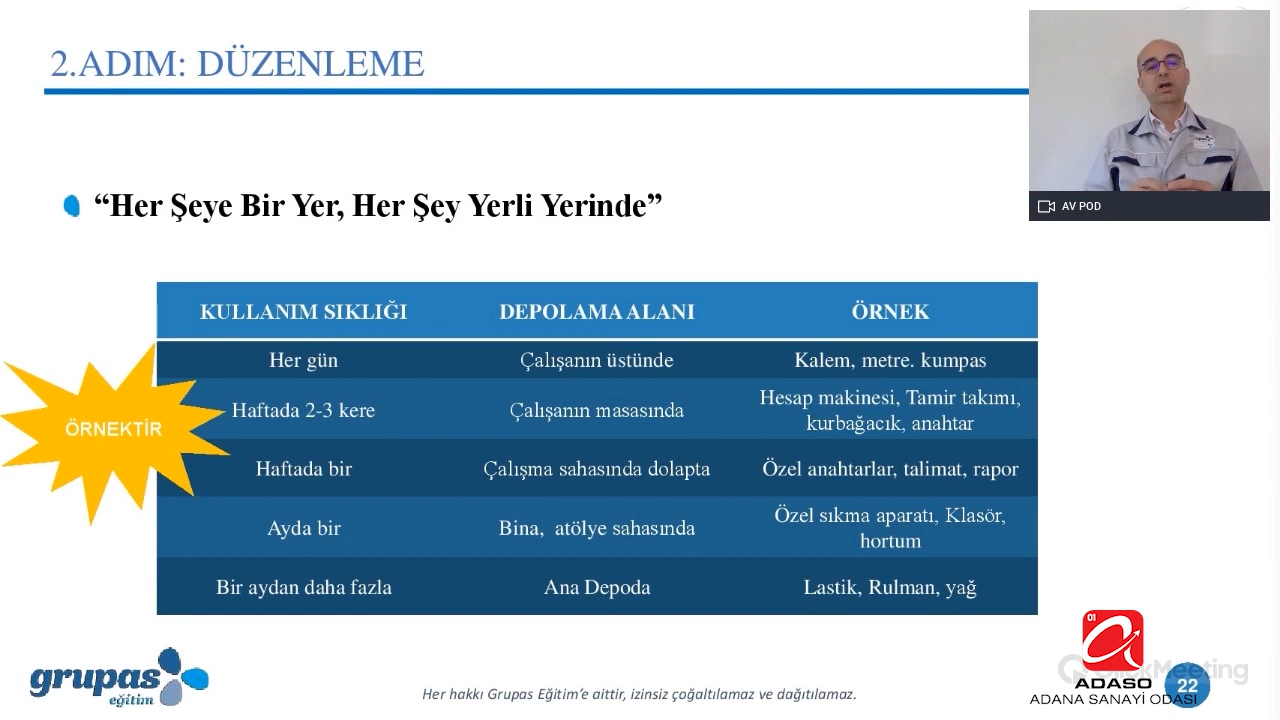 2.ADIM: DÜZENLEME
AV POD
“Her Şeye Bir Yer, Her Şey Yerli Yerinde”
KULLANIM SIKLIĞI DEPOLAMA ALANI ÖRNEK
Her gün Çalışanın üstünde Kalem, metre. kumpas
Haftada 2-3 kere Çalışanın masasında Hesap makinesi, Tamir takımı,
kurbağacık, anahtar
Haftada bir Çalışma sahasında dolapta Özel anahtarlar, talimat, rapor
Ayda bir Bina, atölye sahasında Özel sıkma aparatı, Klasör,
hortum
Bir aydan daha fazla Ana Depoda Lastik, Rulman, yağ
ÖRNEKTİR
grupas
eğitim
Her hakkı Grupas Eğitim’e aittir, izinsiz çoğaltılamaz ve dağıtılamaz.
01
ClickMeeting
ADASO
ADANA SANAYİ ODASI
22